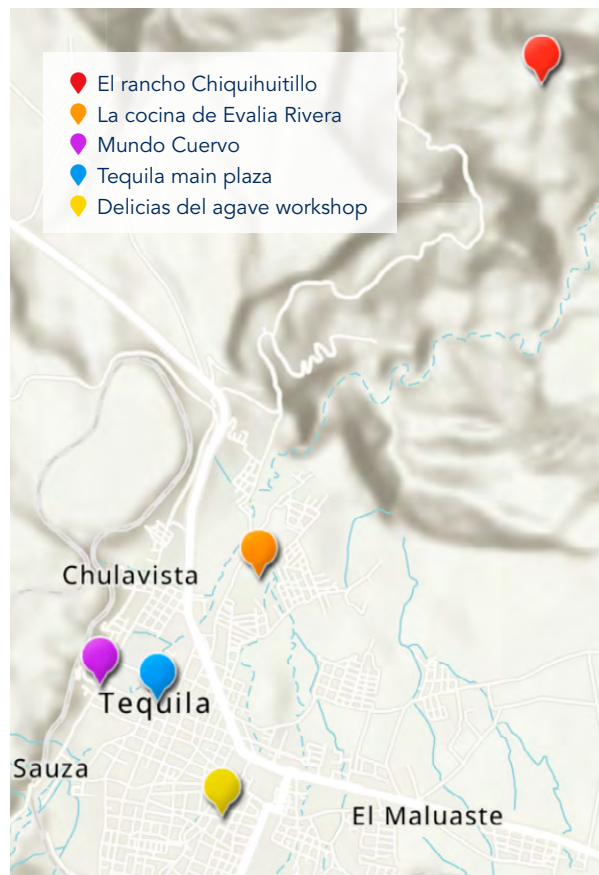 El rancho Chiquihuitillo
La cocina de Evalia Rivera
Mundo Cuervo
Tequila main plaza
Delicias del agave workshop
Chulavista
Tequila
Sauza
El Maluaste